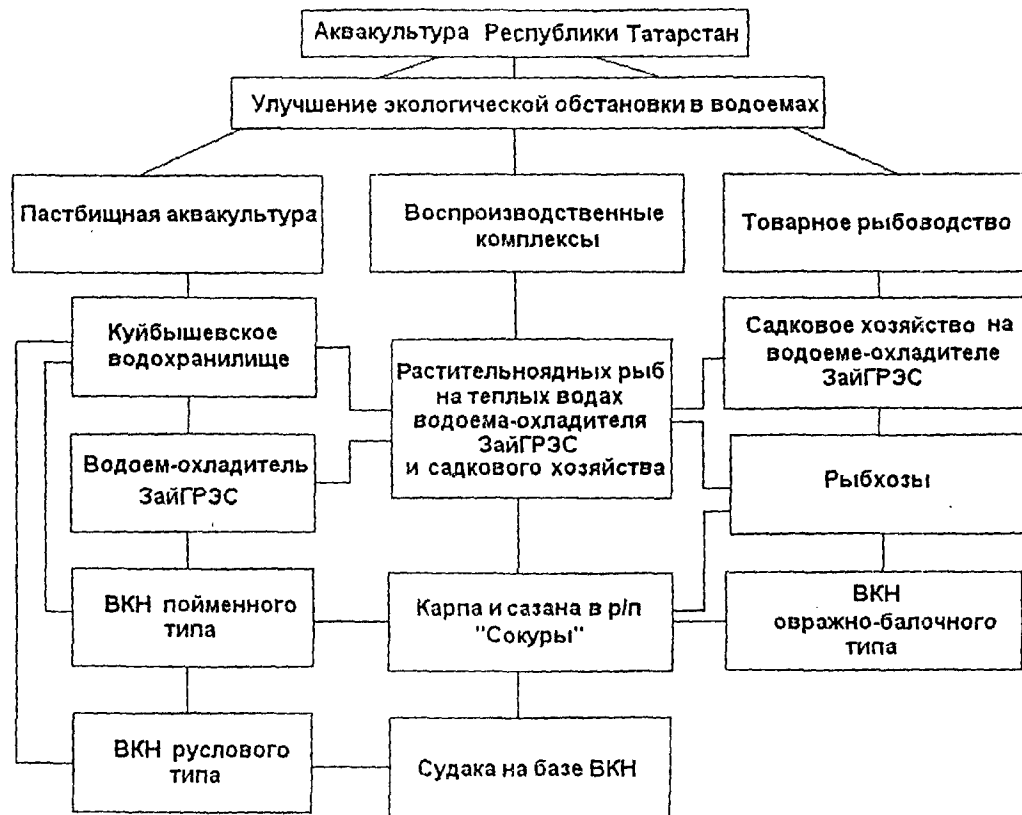 Аквакультура Республики Татарстан
Улучшение экологической обстановки в водоемах
Пастбищная аквакультура
Воспроизводственные
комплексы
Товарное рыбоводство
Куйбышевское
водохранилище
Растительноядных рыб
на теплых водах
водоема-охладителя
ЗайГРЭС
и садкового хозяйства
Садковое хозяйство на
водоеме-охладителе
ЗайГРЭС
Водоем-охладитель
ЗайГРЭС
Рыбхозы
ВКН пойменного
типа
Карпа и сазана в р/п
"Сокуры"
ВКН
овражно-балочного
типа
ВКН руслового
типа
Судака на базе ВКН